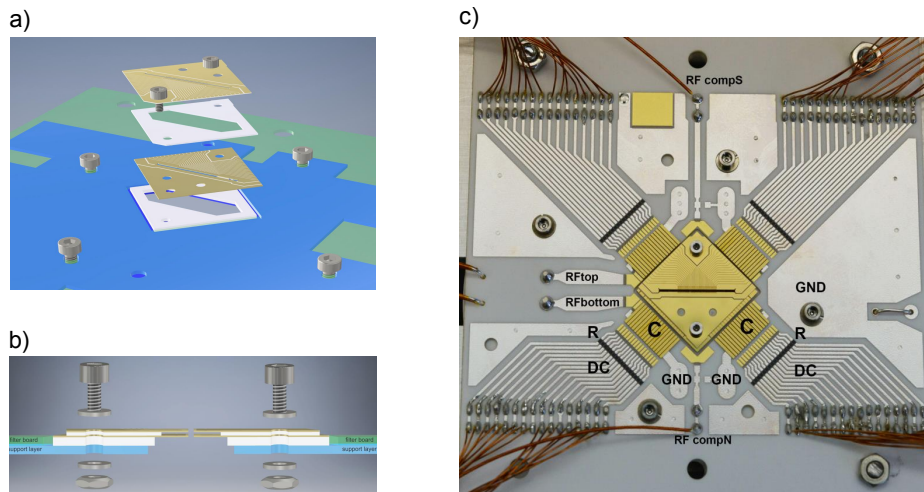 a)
c)
RF compS
RFtop
RFbottom
GND
C
C
R
R
DC
DC
GND
GND
RF compN
b)
filter board
filter board
support layer
support layer